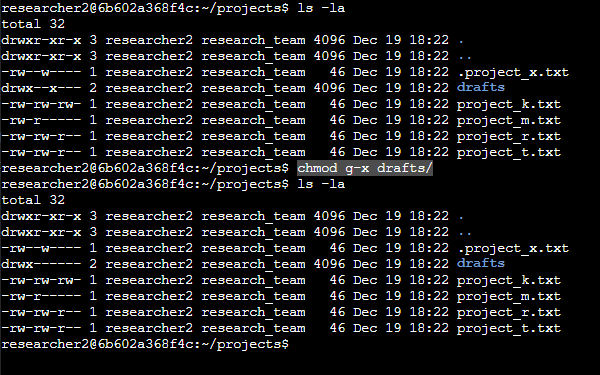 researcher2@6b602a368f4c:~/projects$ ls -la
total 32
drwxr-xr-x 3 researcher2 research_team 4096 Dec 19 18:22 .
drwxr-xr-x 3 researcher2 research_team 4096 Dec 19 18:22 ..
-rw--w---- 1 researcher2 research_team   46 Dec 19 18:22 .project_x.txt
drwx--x--- 2 researcher2 research_team 4096 Dec 19 18:22 drafts
-rw-rw-rw- 1 researcher2 research_team   46 Dec 19 18:22 project_k.txt
-rw-r----- 1 researcher2 research_team   46 Dec 19 18:22 project_m.txt
-rw-rw-r-- 1 researcher2 research_team   46 Dec 19 18:22 project_r.txt
-rw-rw-r-- 1 researcher2 research_team   46 Dec 19 18:22 project_t.txt
researcher2@6b602a368f4c:~/projects$ chmod g-x drafts/
researcher2@6b602a368f4c:~/projects$ ls -la
total 32
drwxr-xr-x 3 researcher2 research_team 4096 Dec 19 18:22 .
drwxr-xr-x 3 researcher2 research_team 4096 Dec 19 18:22 ..
-rw--w---- 1 researcher2 research_team   46 Dec 19 18:22 .project_x.txt
drwx------ 2 researcher2 research_team 4096 Dec 19 18:22 drafts
-rw-rw-rw- 1 researcher2 research_team   46 Dec 19 18:22 project_k.txt
-rw-r----- 1 researcher2 research_team   46 Dec 19 18:22 project_m.txt
-rw-rw-r-- 1 researcher2 research_team   46 Dec 19 18:22 project_r.txt
-rw-rw-r-- 1 researcher2 research_team   46 Dec 19 18:22 project_t.txt
researcher2@6b602a368f4c:~/projects$